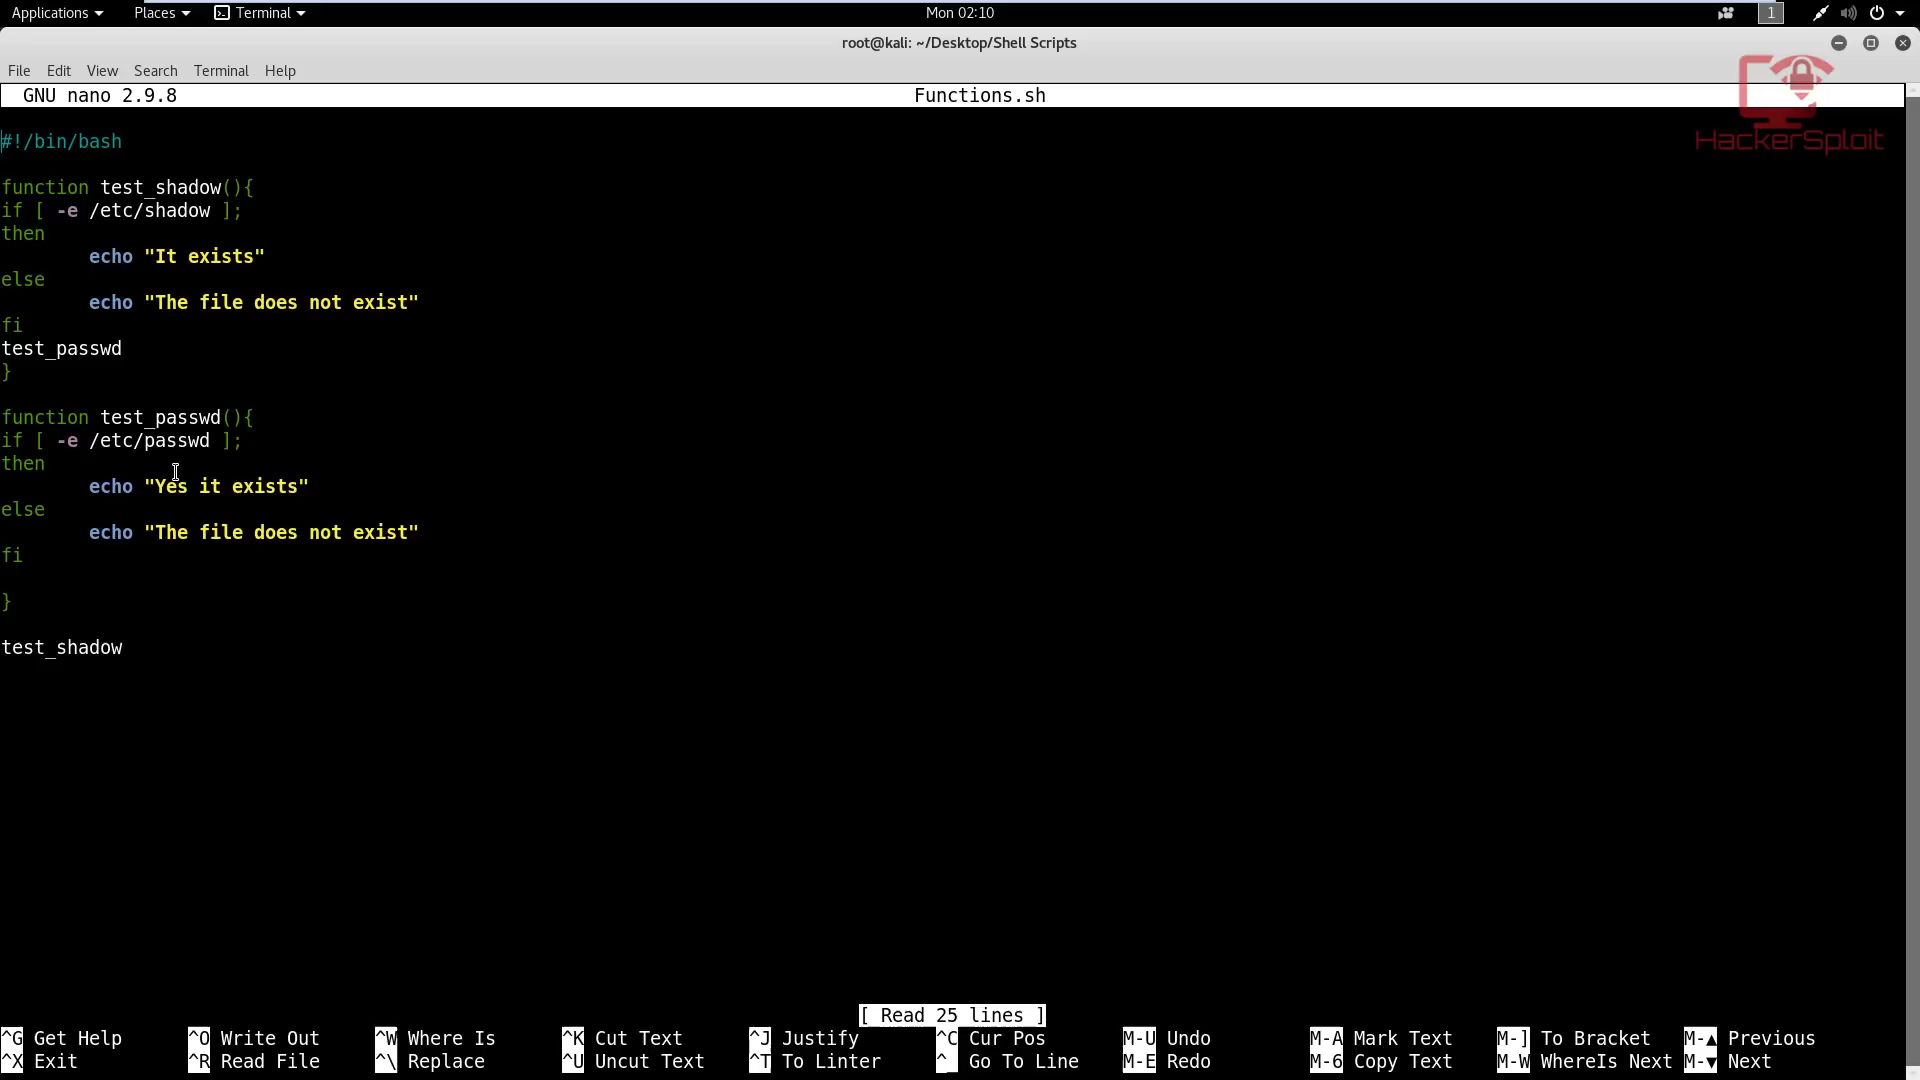 Applications Places Terminal Mon 02:10 1
root@kali: ~/Desktop/Shell Scripts
File Edit View Search Terminal Help
GNU nano 2.9.8 Functions.sh
HackerSploit
#!/bin/bash
function test_shadow(){
if [ -e /etc/shadow ];
then
echo "It exists"
else
echo "The file does not exist"
fi
test_passwd
}
function test_passwd(){
if [ -e /etc/passwd ];
then
echo "Yes it exists"
else
echo "The file does not exist"
fi
}
test_shadow
[ Read 25 lines ]
^G Get Help ^O Write Out ^W Where Is ^K Cut Text ^J Justify ^C Cur Pos M-U Undo M-A Mark Text M-] To Bracket M-▲ Previous
^X Exit ^R Read File ^\ Replace ^U Uncut Text ^T To Linter ^ Go To Line M-E Redo M-6 Copy Text M-W WhereIs Next M-▼ Next